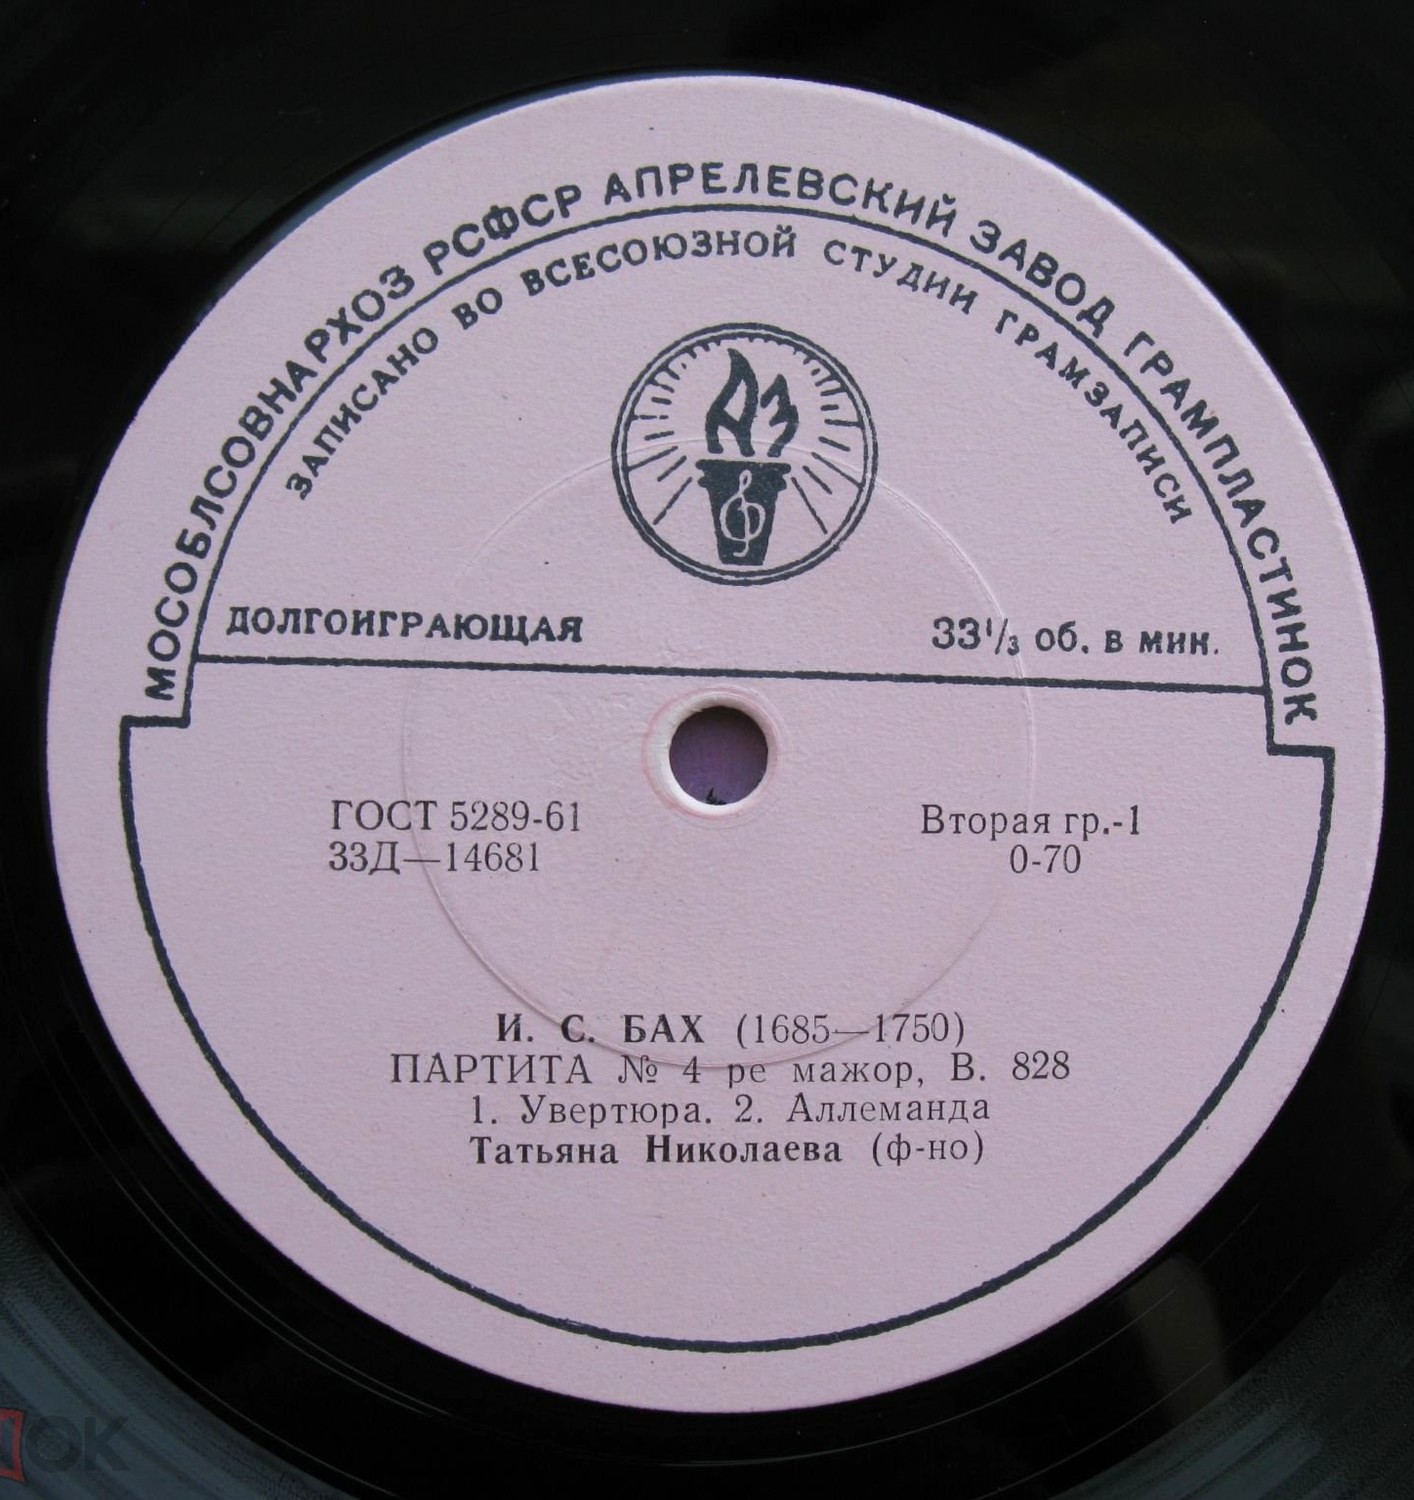 МОСОБЛСОВНАРХОЗ РСФСР АПРЕЛЕВСКИЙ ЗАВОД ГРАМПЛАСТИНОК
ЗАПИСАНО ВО ВСЕСОЮЗНОЙ СТУДИИ ГРАМЗАПИСИ
АЗ
ДОЛГОИГРАЮЩАЯ 33⅓ об. в мин.
ГОСТ 5289-61 Вторая гр.-1
33Д—14681 0-70
И. С. БАХ (1685—1750)
ПАРТИТА № 4 ре мажор, В. 828
1. Увертюра. 2. Аллеманда
Татьяна Николаева (ф-но)
ОК